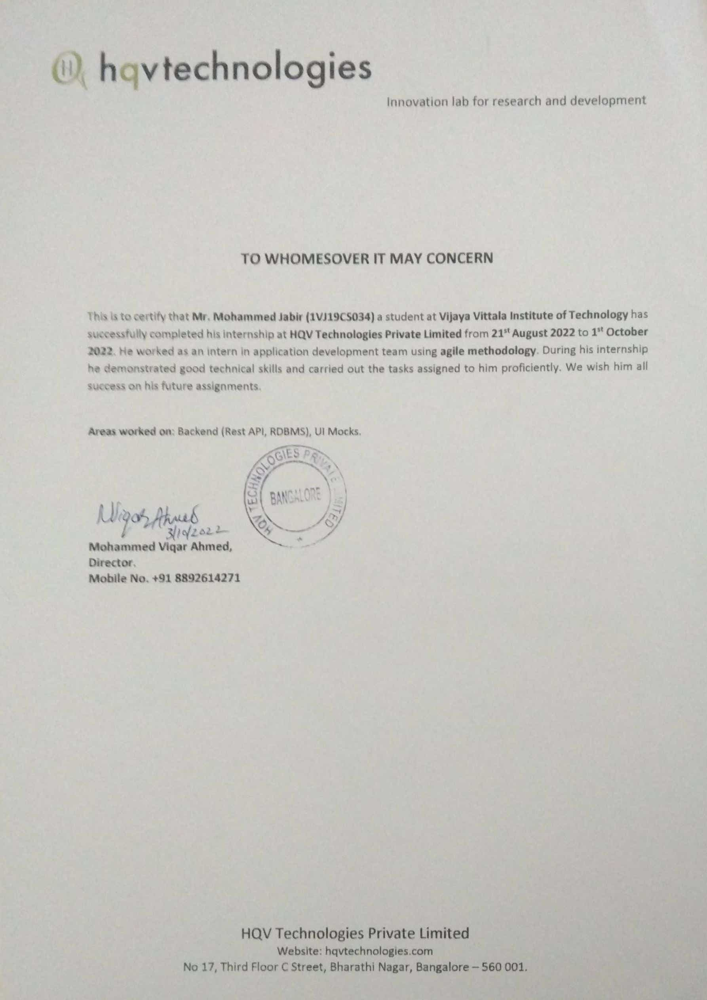 H hqvtechnologies
Innovation lab for research and development
TO WHOMESOVER IT MAY CONCERN
This is to certify that Mr. Mohammed Jabir (1VJ19CS034) a student at Vijaya Vittala Institute of Technology has
successfully completed his internship at HQV Technologies Private Limited from 21st August 2022 to 1st October
2022. He worked as an intern in application development team using agile methodology. During his internship
he demonstrated good technical skills and carried out the tasks assigned to him proficiently. We wish him all
success on his future assignments.
Areas worked on: Backend (Rest API, RDBMS), UI Mocks.
HQV TECHNOLOGIES PRIVATE LIMITED
BANGALORE
Viqar Ahmed
3/10/2022
Mohammed Viqar Ahmed,
Director.
Mobile No. +91 8892614271
HQV Technologies Private Limited
Website: hqvtechnologies.com
No 17, Third Floor C Street, Bharathi Nagar, Bangalore – 560 001.